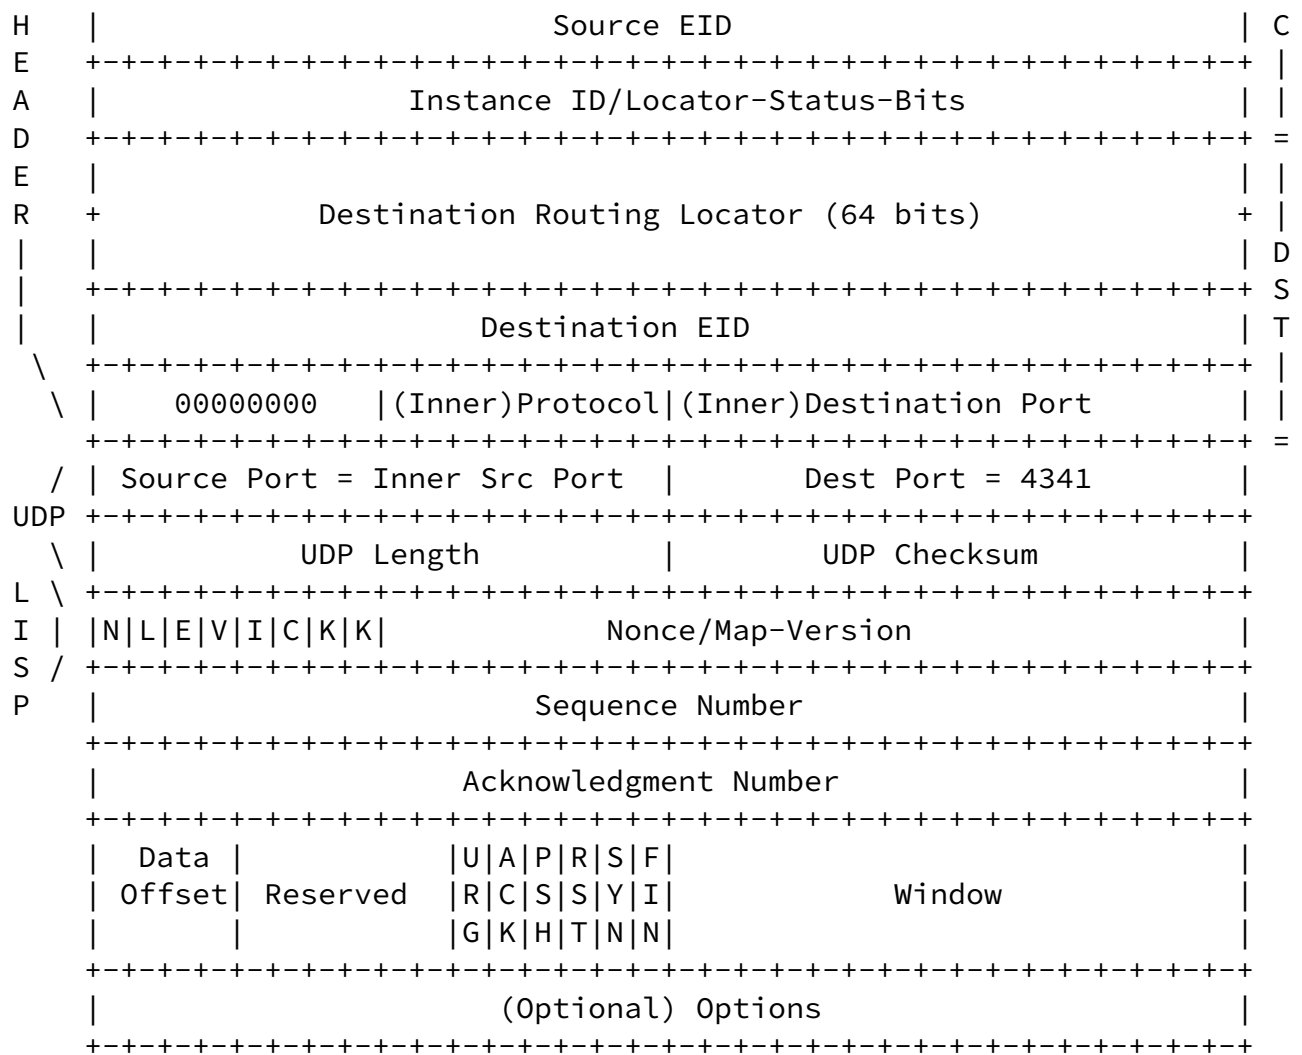 H   |                         Source EID                            | C
E   +-+-+-+-+-+-+-+-+-+-+-+-+-+-+-+-+-+-+-+-+-+-+-+-+-+-+-+-+-+-+-+-+ |
A   |                 Instance ID/Locator-Status-Bits               | |
D   +-+-+-+-+-+-+-+-+-+-+-+-+-+-+-+-+-+-+-+-+-+-+-+-+-+-+-+-+-+-+-+-+ =
E   |                                                               | |
R   +            Destination Routing Locator (64 bits)              + |
|   |                                                               | D
|   +-+-+-+-+-+-+-+-+-+-+-+-+-+-+-+-+-+-+-+-+-+-+-+-+-+-+-+-+-+-+-+-+ S
|   |                     Destination EID                           | T
 \  +-+-+-+-+-+-+-+-+-+-+-+-+-+-+-+-+-+-+-+-+-+-+-+-+-+-+-+-+-+-+-+-+ |
  \ |    00000000   |(Inner)Protocol|(Inner)Destination Port        | |
    +-+-+-+-+-+-+-+-+-+-+-+-+-+-+-+-+-+-+-+-+-+-+-+-+-+-+-+-+-+-+-+-+ =
  / | Source Port = Inner Src Port  |       Dest Port = 4341        |
UDP +-+-+-+-+-+-+-+-+-+-+-+-+-+-+-+-+-+-+-+-+-+-+-+-+-+-+-+-+-+-+-+-+
  \ |           UDP Length          |        UDP Checksum           |
L \ +-+-+-+-+-+-+-+-+-+-+-+-+-+-+-+-+-+-+-+-+-+-+-+-+-+-+-+-+-+-+-+-+
I | |N|L|E|V|I|C|K|K|            Nonce/Map-Version                  |
S / +-+-+-+-+-+-+-+-+-+-+-+-+-+-+-+-+-+-+-+-+-+-+-+-+-+-+-+-+-+-+-+-+
P   |                        Sequence Number                        |
    +-+-+-+-+-+-+-+-+-+-+-+-+-+-+-+-+-+-+-+-+-+-+-+-+-+-+-+-+-+-+-+-+
    |                    Acknowledgment Number                      |
    +-+-+-+-+-+-+-+-+-+-+-+-+-+-+-+-+-+-+-+-+-+-+-+-+-+-+-+-+-+-+-+-+
    |  Data |           |U|A|P|R|S|F|                               |
    | Offset| Reserved  |R|C|S|S|Y|I|            Window             |
    |       |           |G|K|H|T|N|N|                               |
    +-+-+-+-+-+-+-+-+-+-+-+-+-+-+-+-+-+-+-+-+-+-+-+-+-+-+-+-+-+-+-+-+
    |                      (Optional) Options                       |
    +-+-+-+-+-+-+-+-+-+-+-+-+-+-+-+-+-+-+-+-+-+-+-+-+-+-+-+-+-+-+-+-+